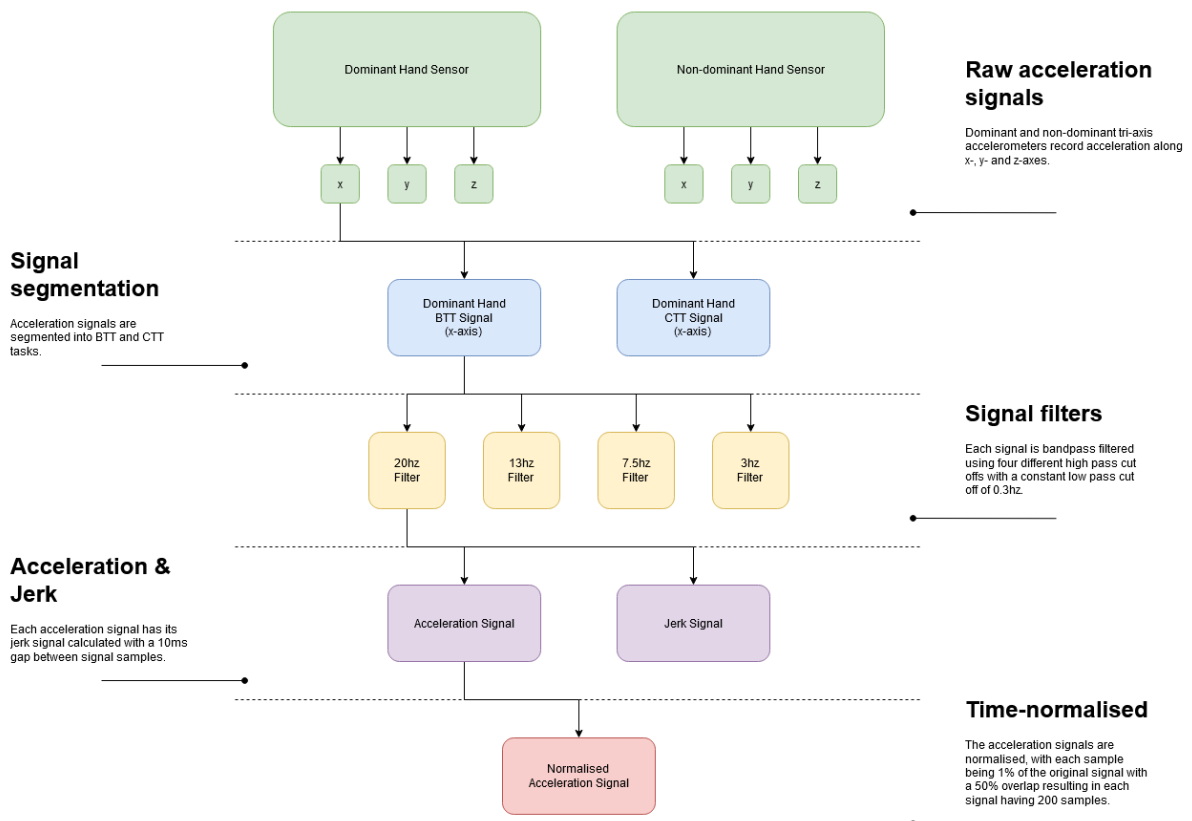 Dominant Hand Sensor
Non-dominant Hand Sensor
Raw acceleration
signals
Dominant and non-dominant tri-axis
accelerometers record acceleration along
x-, y- and z-axes.
x
y
z
x
y
z
Signal
segmentation
Acceleration signals are
segmented into BTT and CTT
tasks.
Dominant Hand
BTT Signal
(x-axis)
Dominant Hand
CTT Signal
(x-axis)
Signal filters
Each signal is bandpass filtered
using four different high pass cut
offs with a constant low pass cut
off of 0.3hz.
20hz
Filter
13hz
Filter
7.5hz
Filter
3hz
Filter
Acceleration &
Jerk
Each acceleration signal has its
jerk signal calculated with a 10ms
gap between signal samples.
Acceleration Signal
Jerk Signal
Time-normalised
The acceleration signals are
normalised, with each sample
being 1% of the original signal with
a 50% overlap resulting in each
signal having 200 samples.
Normalised
Acceleration Signal